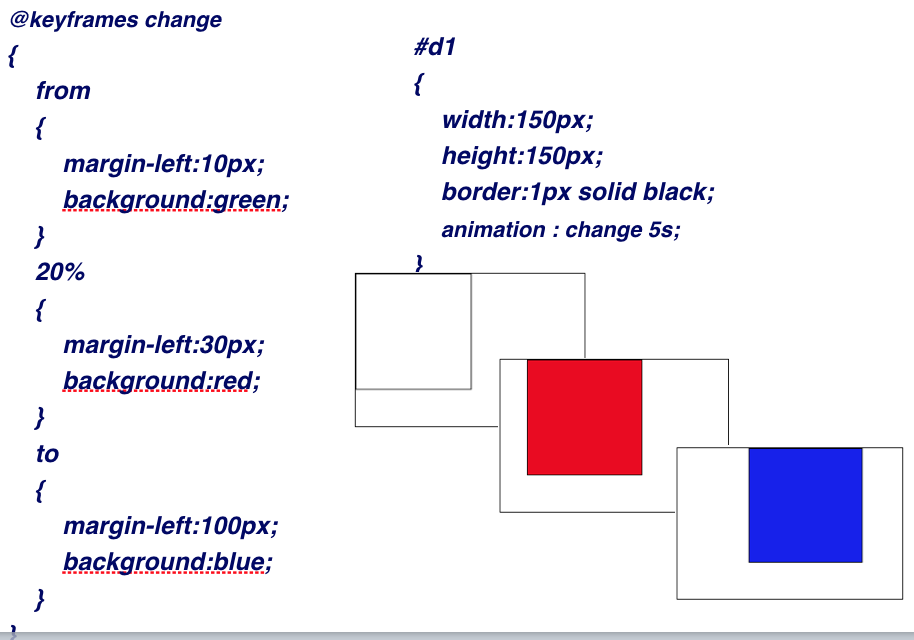 @keyframes change
{
from
{
margin-left:10px;
background:green;
}
20%
{
margin-left:30px;
background:red;
}
to
{
margin-left:100px;
background:blue;
}
}
#d1
{
width:150px;
height:150px;
border:1px solid black;
animation : change 5s;
}